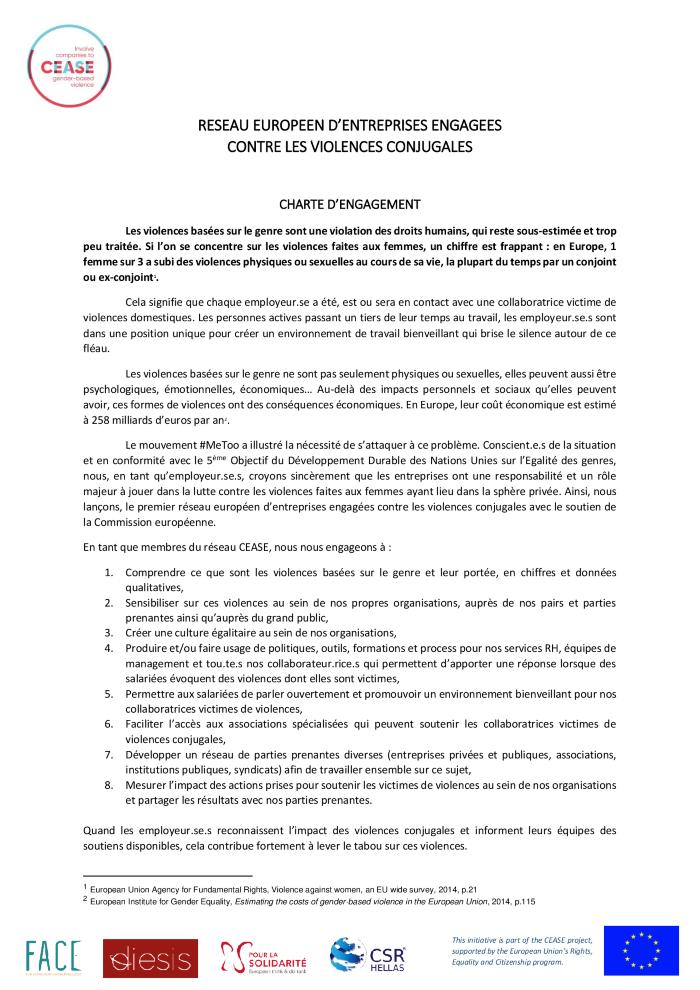 Involve
companies to
CEASE
gender-based
violence
RESEAU EUROPEEN D’ENTREPRISES ENGAGEES
CONTRE LES VIOLENCES CONJUGALES
CHARTE D’ENGAGEMENT
Les violences basées sur le genre sont une violation des droits humains, qui reste sous-estimée et trop
peu traitée. Si l’on se concentre sur les violences faites aux femmes, un chiffre est frappant : en Europe, 1
femme sur 3 a subi des violences physiques ou sexuelles au cours de sa vie, la plupart du temps par un conjoint
ou ex-conjoint¹.
Cela signifie que chaque employeur.se a été, est ou sera en contact avec une collaboratrice victime de
violences domestiques. Les personnes actives passant un tiers de leur temps au travail, les employeur.se.s sont
dans une position unique pour créer un environnement de travail bienveillant qui brise le silence autour de ce
fléau.
Les violences basées sur le genre ne sont pas seulement physiques ou sexuelles, elles peuvent aussi être
psychologiques, émotionnelles, économiques… Au-delà des impacts personnels et sociaux qu’elles peuvent
avoir, ces formes de violences ont des conséquences économiques. En Europe, leur coût économique est estimé
à 258 milliards d’euros par an².
Le mouvement #MeToo a illustré la nécessité de s’attaquer à ce problème. Conscient.e.s de la situation
et en conformité avec le 5ème Objectif du Développement Durable des Nations Unies sur l’Egalité des genres,
nous, en tant qu’employeur.se.s, croyons sincèrement que les entreprises ont une responsabilité et un rôle
majeur à jouer dans la lutte contre les violences faites aux femmes ayant lieu dans la sphère privée. Ainsi, nous
lançons, le premier réseau européen d’entreprises engagées contre les violences conjugales avec le soutien de
la Commission européenne.
En tant que membres du réseau CEASE, nous nous engageons à :
1. Comprendre ce que sont les violences basées sur le genre et leur portée, en chiffres et données
qualitatives,
2. Sensibiliser sur ces violences au sein de nos propres organisations, auprès de nos pairs et parties
prenantes ainsi qu’auprès du grand public,
3. Créer une culture égalitaire au sein de nos organisations,
4. Produire et/ou faire usage de politiques, outils, formations et process pour nos services RH, équipes de
management et tou.te.s nos collaborateur.rice.s qui permettent d’apporter une réponse lorsque des
salariées évoquent des violences dont elles sont victimes,
5. Permettre aux salariées de parler ouvertement et promouvoir un environnement bienveillant pour nos
collaboratrices victimes de violences,
6. Faciliter l’accès aux associations spécialisées qui peuvent soutenir les collaboratrices victimes de
violences conjugales,
7. Développer un réseau de parties prenantes diverses (entreprises privées et publiques, associations,
institutions publiques, syndicats) afin de travailler ensemble sur ce sujet,
8. Mesurer l’impact des actions prises pour soutenir les victimes de violences au sein de nos organisations
et partager les résultats avec nos parties prenantes.
Quand les employeur.se.s reconnaissent l’impact des violences conjugales et informent leurs équipes des
soutiens disponibles, cela contribue fortement à lever le tabou sur ces violences.
1 European Union Agency for Fundamental Rights, Violence against women, an EU wide survey, 2014, p.21
2 European Institute for Gender Equality, Estimating the costs of gender-based violence in the European Union, 2014, p.115
FACE
diesis
POUR LA
SOLIDARITÉ
European think & do tank
CSR
HELLAS
This initiative is part of the CEASE project,
supported by the European Union’s Rights,
Equality and Citizenship program.